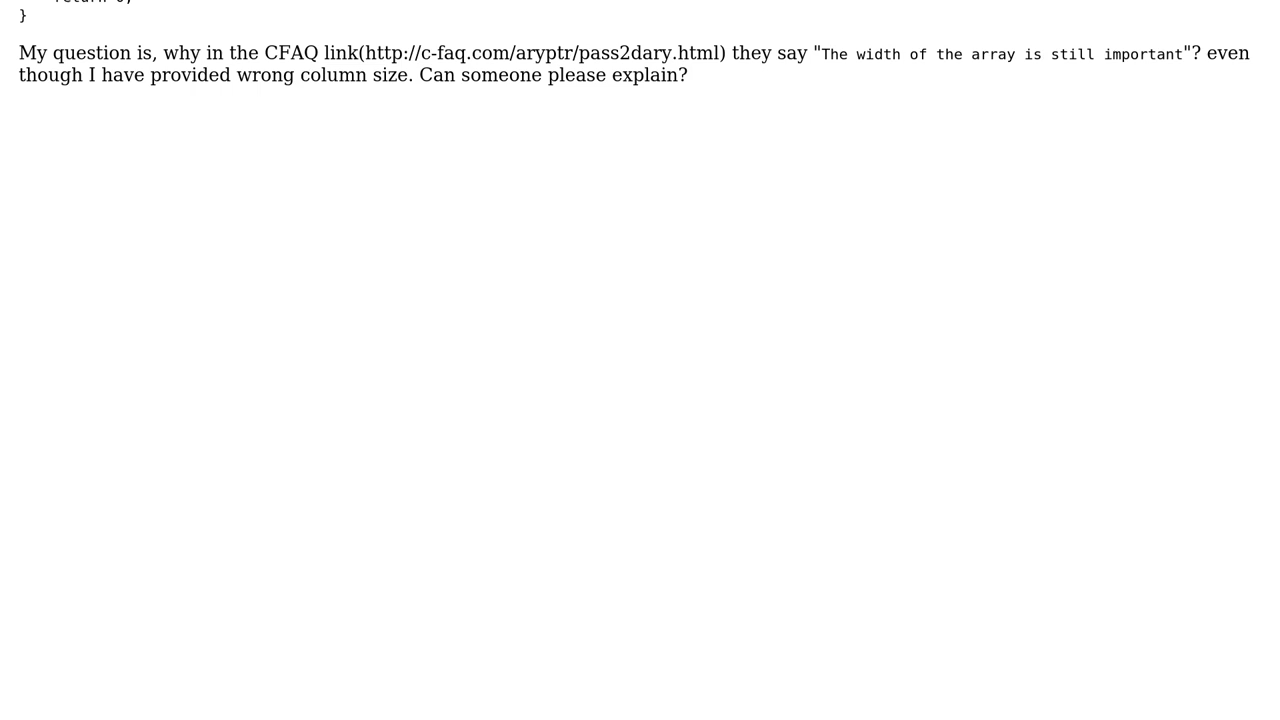 }
My question is, why in the CFAQ link(http://c-faq.com/aryptr/pass2dary.html) they say "The width of the array is still important"? even
though I have provided wrong column size. Can someone please explain?